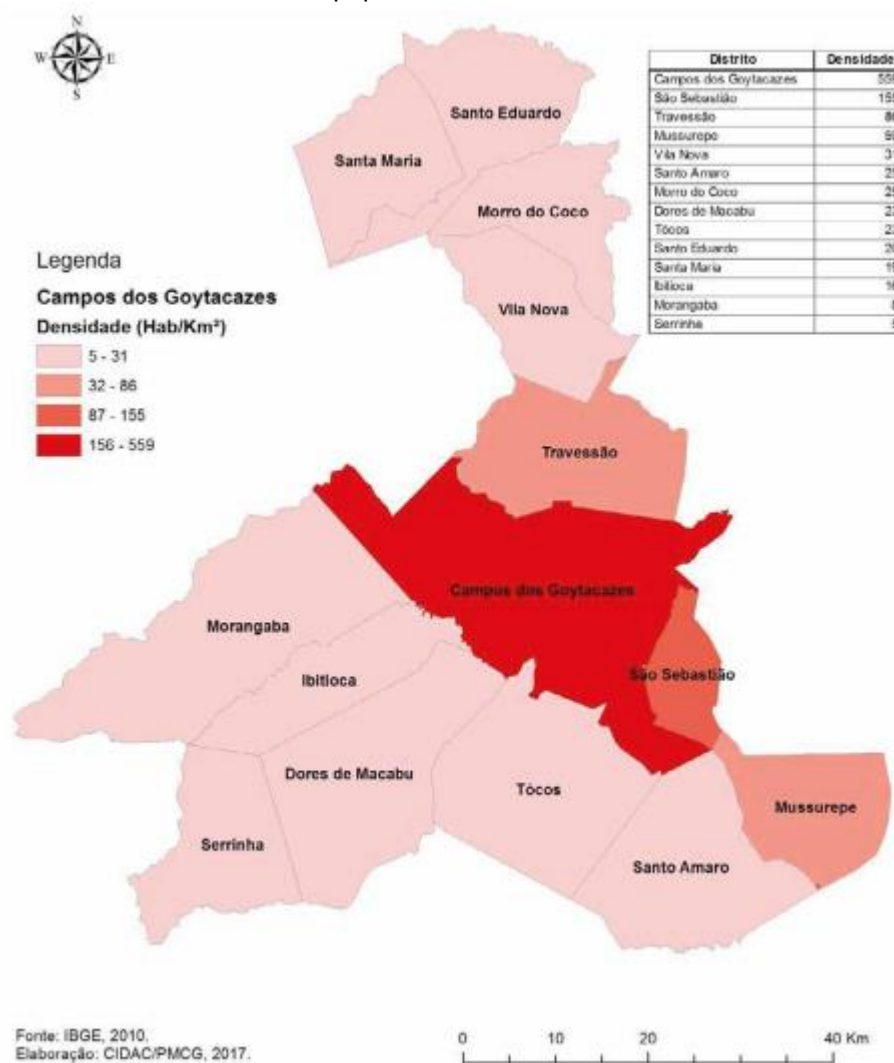 N
W E
S
Distrito Densidade
Campos dos Goytacazes 559
São Sebastião 155
Travessão 86
Mussurepe
Vila Nova 31
Santo Amaro
Morro do Coco
Dores de Macabu
Tócos
Santo Eduardo
Santa Maria
Ibitioca
Morangaba
Serrinha
Santo Eduardo
Santa Maria
Morro do Coco
Vila Nova
Legenda
Campos dos Goytacazes
Densidade (Hab/Km²)
5 - 31
32 - 86
87 - 155
156 - 559
Travessão
Campos dos Goytacazes
Morangaba
Ibitioca
São Sebastião
Dores de Macabu
Tócos
Mussurepe
Serrinha
Santo Amaro
Fonte: IBGE, 2010.
Elaboração: CIDAC/PMCG, 2017.
0 10 20 40 Km